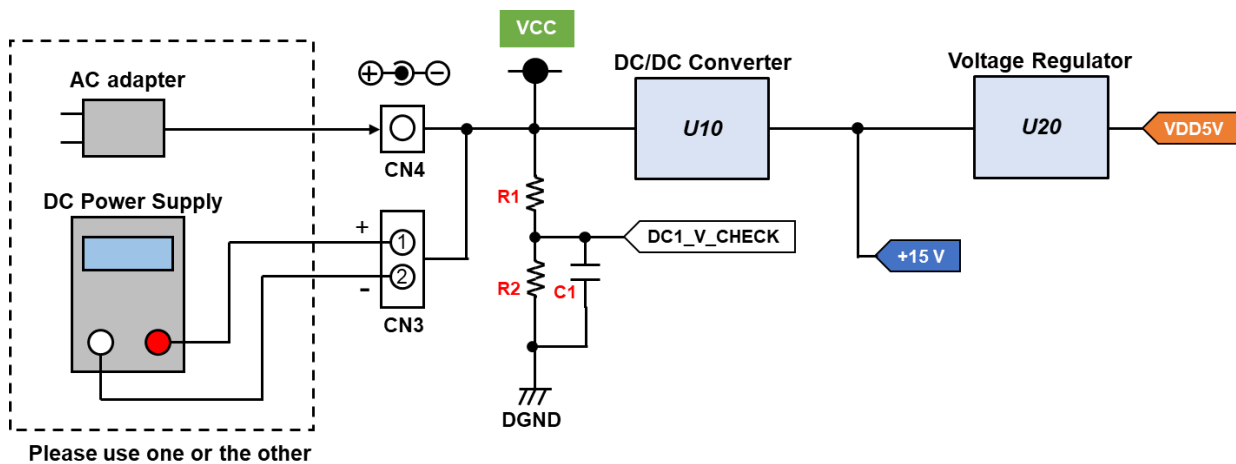 VCC
AC adapter
DC/DC Converter
Voltage Regulator
U10
U20
VDD5V
CN4
R1
DC Power Supply
+
1
DC1_V_CHECK
+15 V
2
-
R2
C1
CN3
DGND
Please use one or the other